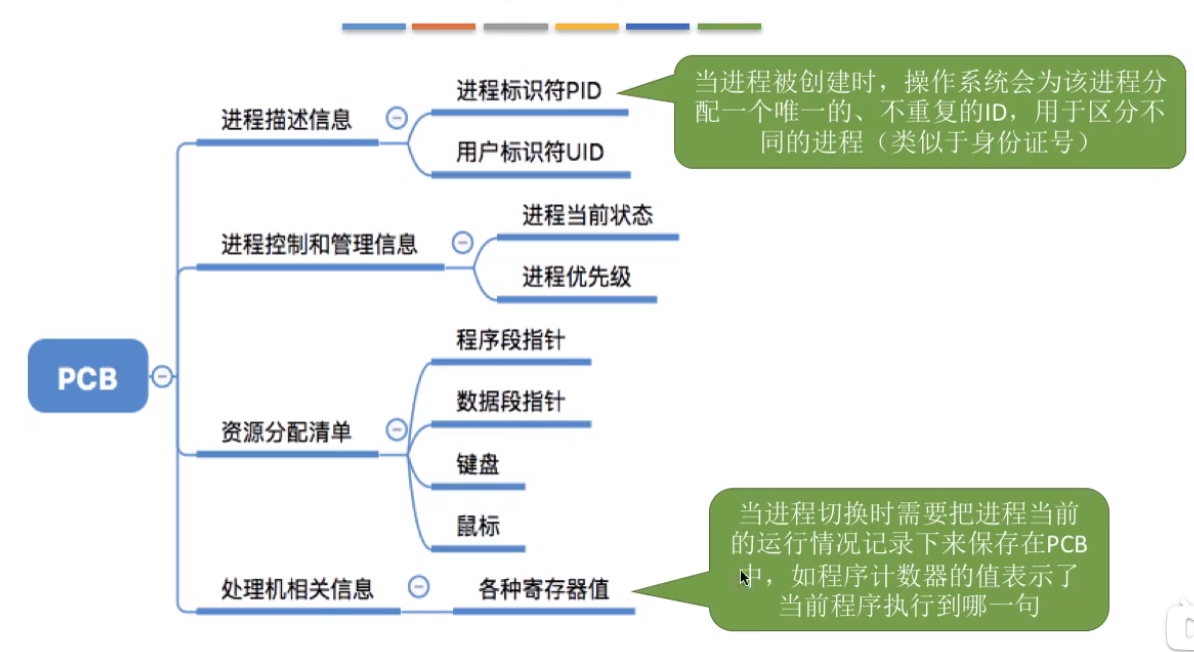 进程标识符PID
当进程被创建时，操作系统会为该进程分
配一个唯一的、不重复的ID，用于区分不
同的进程（类似于身份证号）
进程描述信息
用户标识符UID
进程当前状态
进程控制和管理信息
进程优先级
程序段指针
PCB
数据段指针
资源分配清单
键盘
鼠标
当进程切换时需要把进程当前
的运行情况记录下来保存在PCB
中，如程序计数器的值表示了
当前程序执行到哪一句
处理机相关信息
各种寄存器值